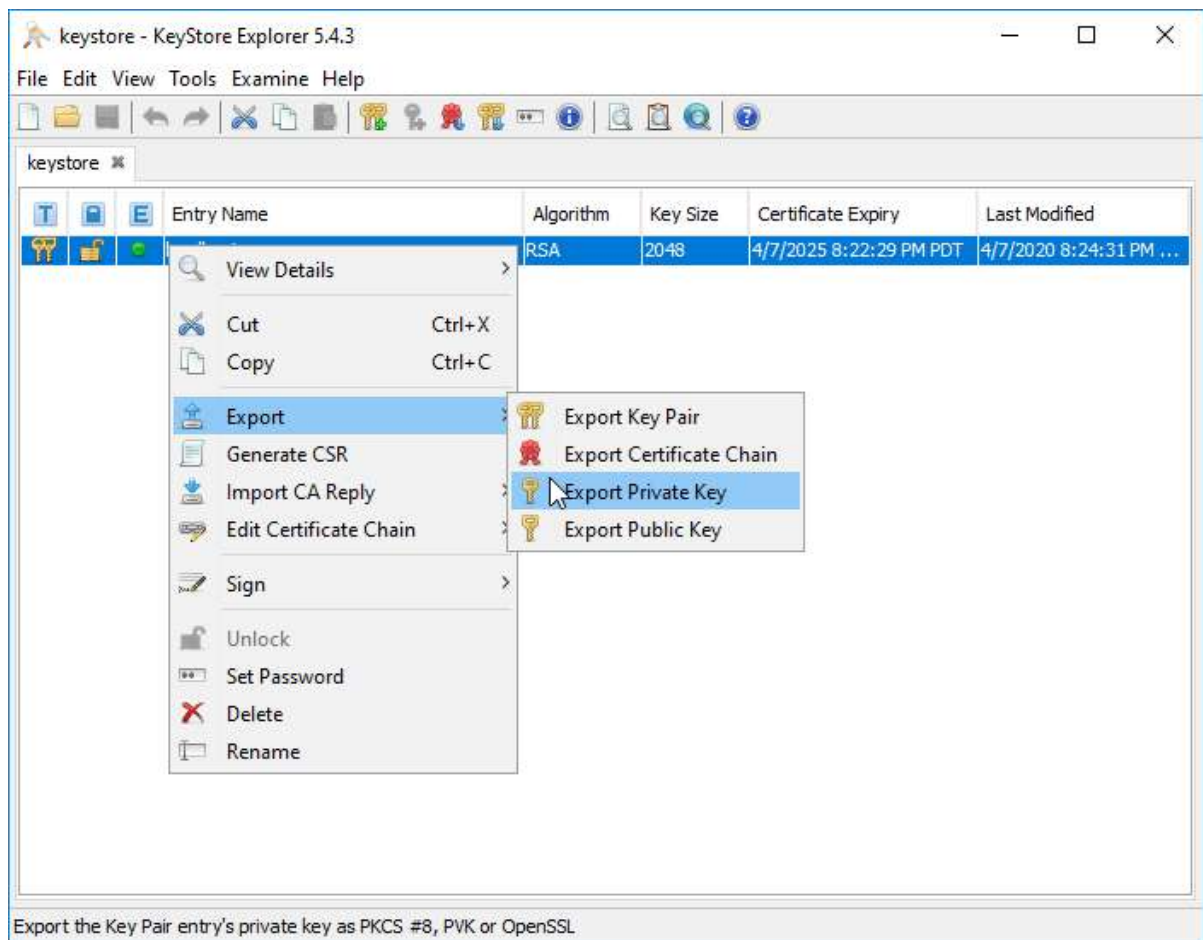 keystore - KeyStore Explorer 5.4.3
File Edit View Tools Examine Help
keystore
T E Entry Name Algorithm Key Size Certificate Expiry Last Modified
RSA 2048 4/7/2025 8:22:29 PM PDT 4/7/2020 8:24:31 PM ...
View Details
Cut Ctrl+X
Copy Ctrl+C
Export
Generate CSR
Import CA Reply
Edit Certificate Chain
Sign
Unlock
Set Password
Delete
Rename
Export Key Pair
Export Certificate Chain
Export Private Key
Export Public Key
Export the Key Pair entry's private key as PKCS #8, PVK or OpenSSL